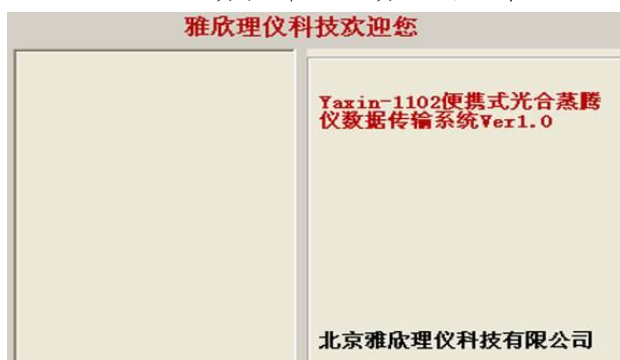 雅欣理仪科技欢迎您
Yaxin-1102便携式光合蒸腾
仪数据传输系统Ver1.0
北京雅欣理仪科技有限公司